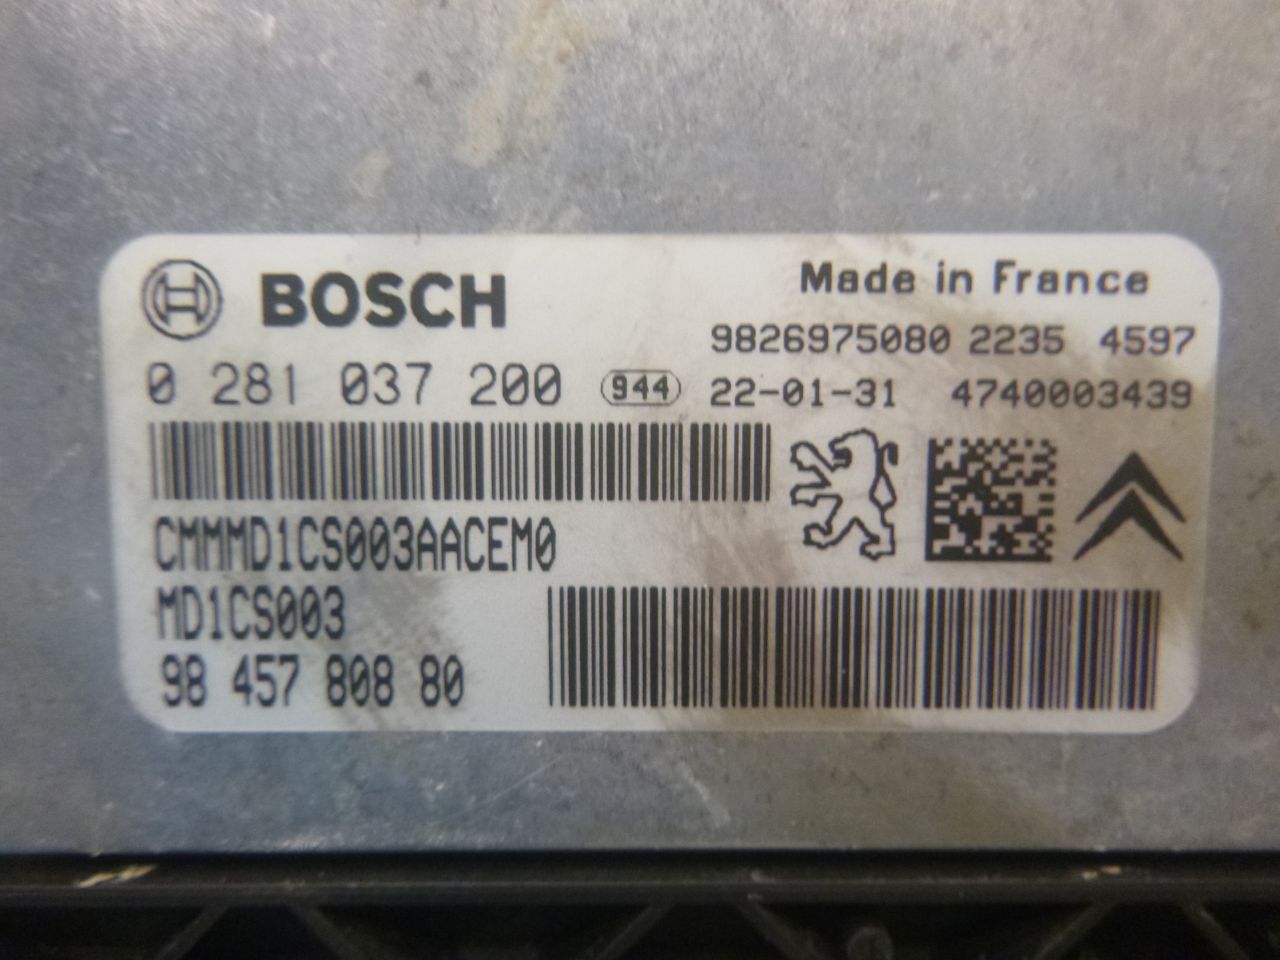 BOSCH
Made in France
9826975080 2235 4597
0 281 037 200 944 22-01-31 4740003439
CMMMD1CS003AACEM0
MD1CS003
98 457 808 80